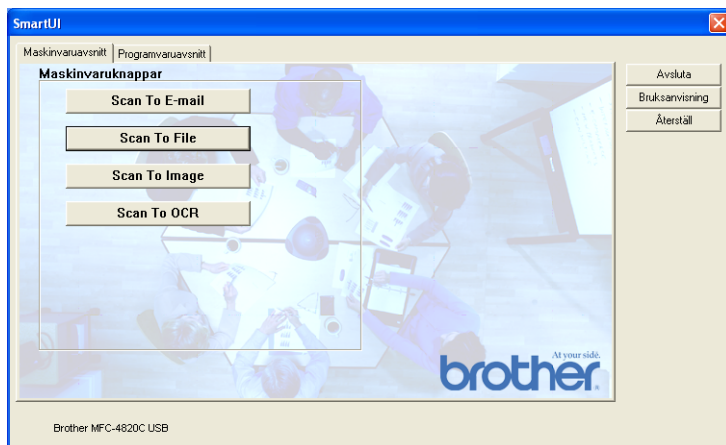 SmartUI
Maskinvaruavsnitt
Programvaruavsnitt
Maskinvaruknappar
Scan To E-mail
Scan To File
Scan To Image
Scan To OCR
Avsluta
Bruksanvisning
Återställ
At your side.
brother
Brother MFC-4820C USB